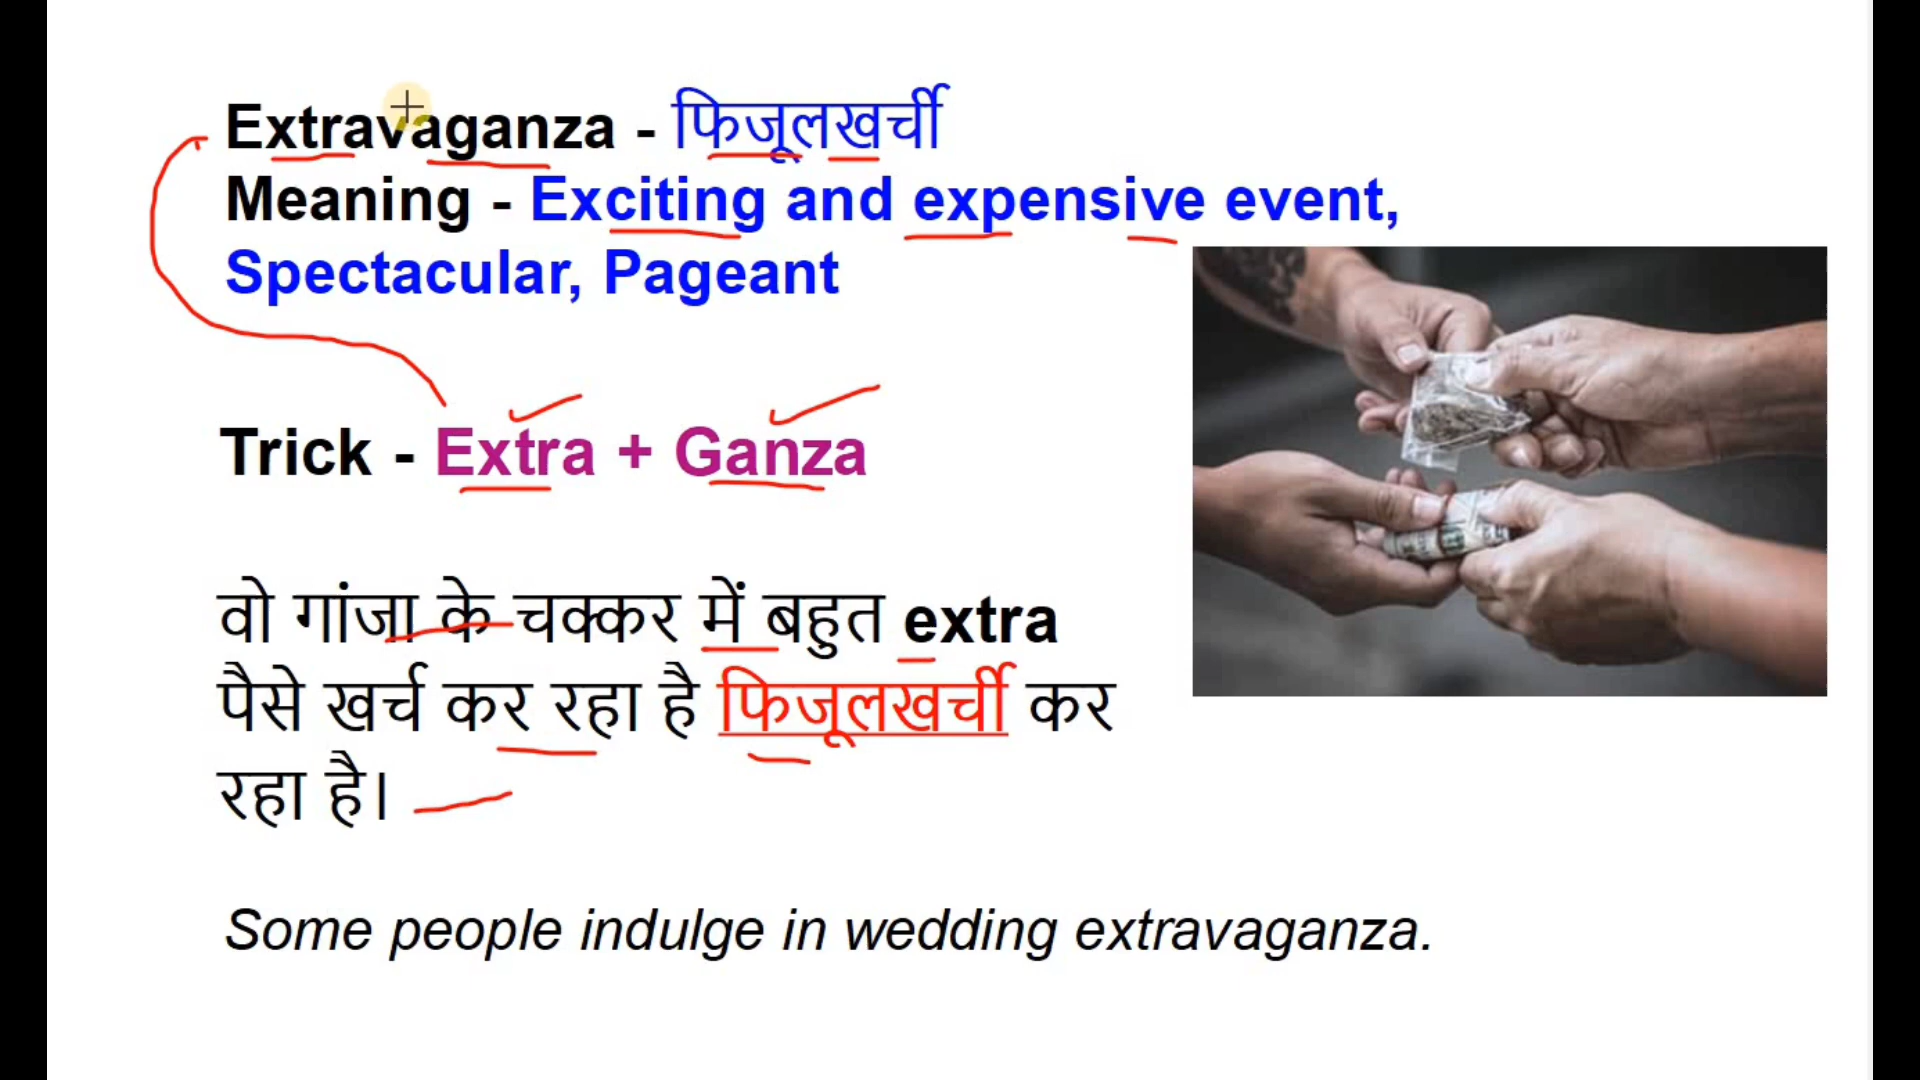 Extravaganza - फिजूलखर्ची
Meaning - Exciting and expensive event,
Spectacular, Pageant
Trick - Extra + Ganza
वो गांजा के चक्कर में बहुत extra
पैसे खर्च कर रहा है फिजूलखर्ची कर
रहा है।
Some people indulge in wedding extravaganza.